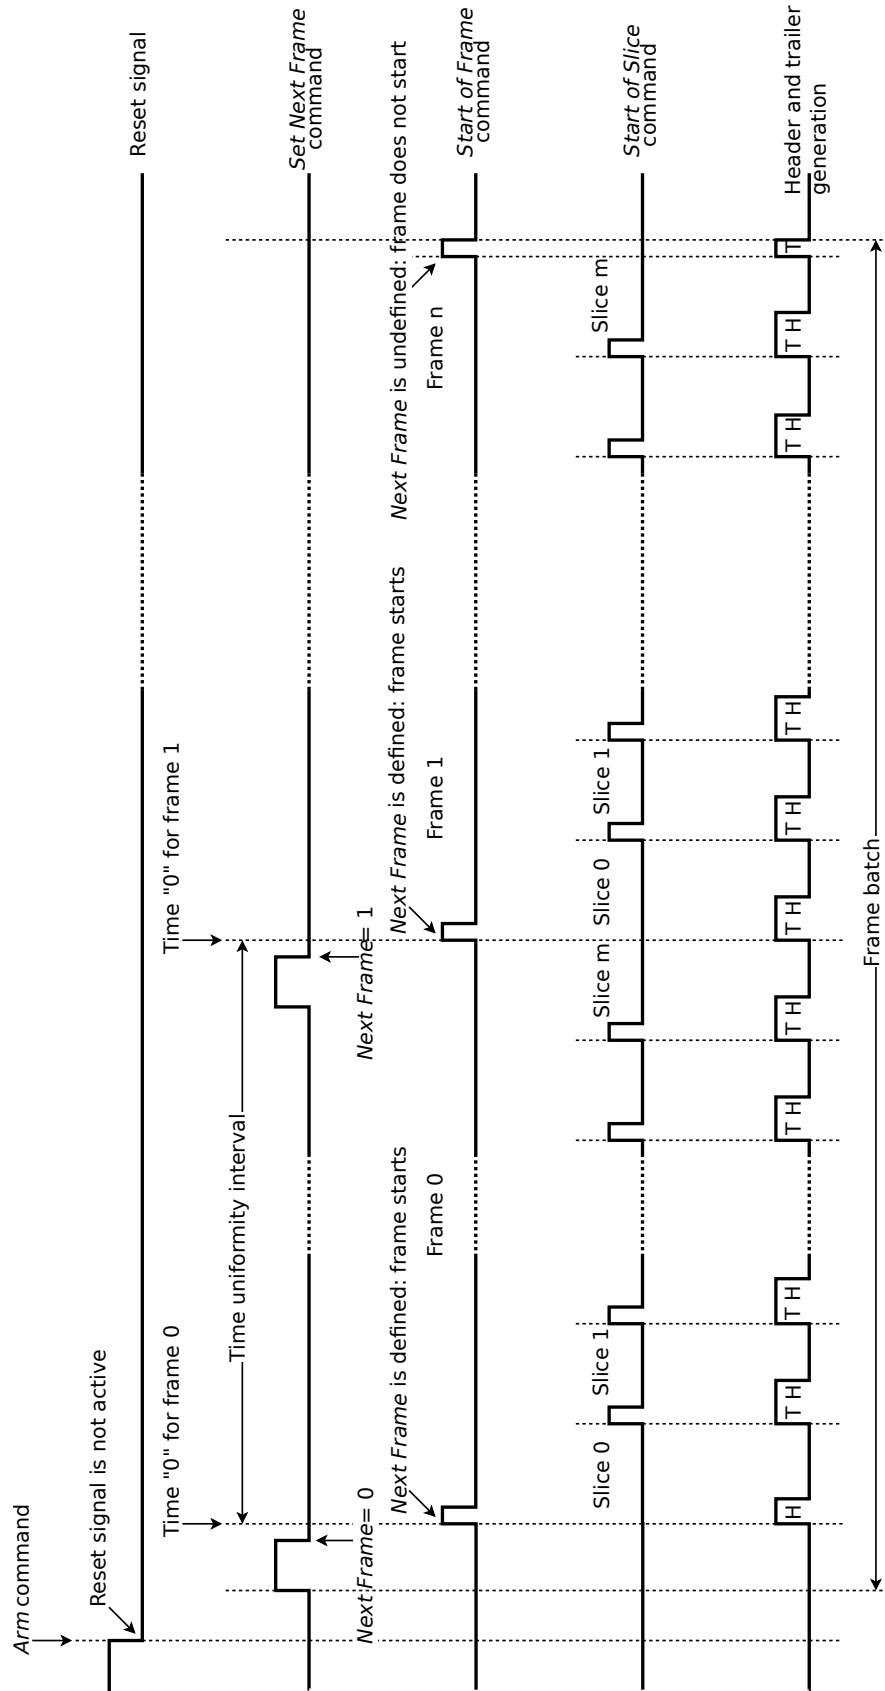 Arm command
Reset signal is not active
Reset signal
Time "0" for frame 0
Time "0" for frame 1
Time uniformity interval
Set Next Frame
command
Next Frame= 0
Next Frame= 1
Next Frame is defined: frame starts
Next Frame is defined: frame starts
Next Frame is undefined: frame does not start
Frame 0
Frame 1
Frame n
Start of Frame
command
Slice 0
Slice 1
Slice m
Slice 0
Slice 1
Slice m
Start of Slice
command
H
T H
T H
T H
T H
T H
T H
T H
T H
T H
T
Header and trailer
generation
Frame batch